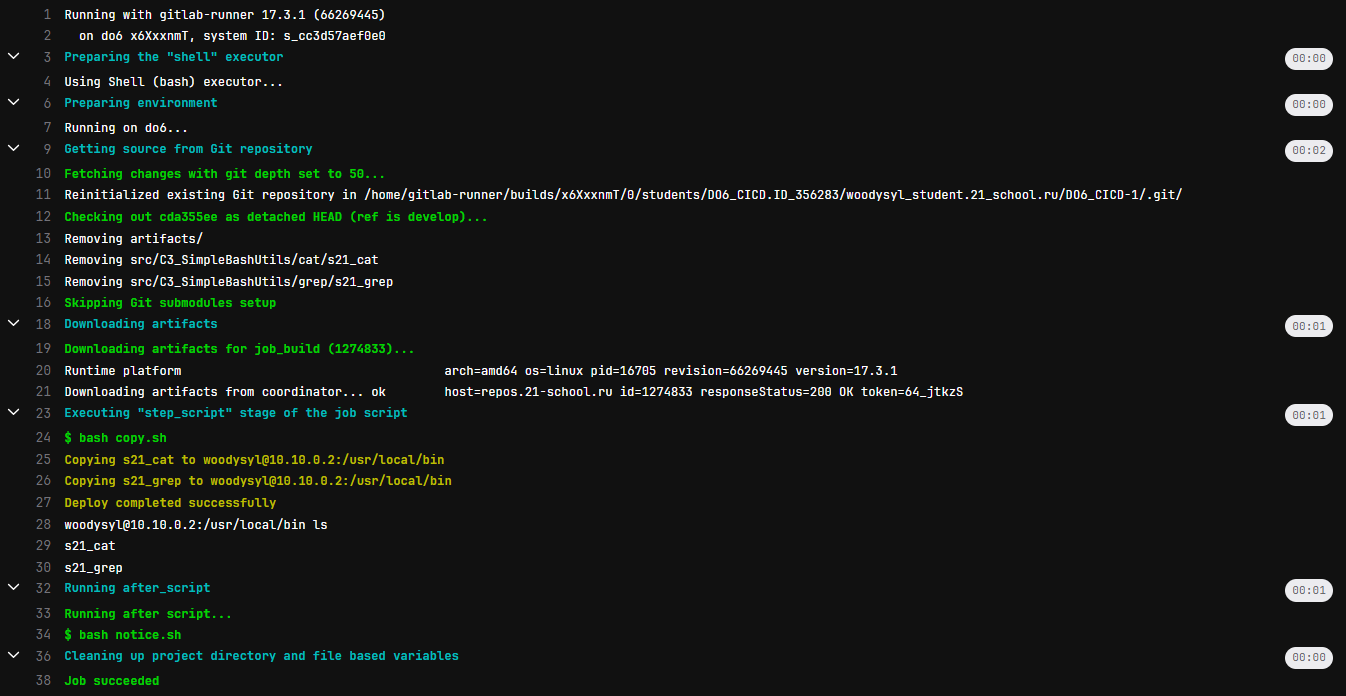 1 Running with gitlab-runner 17.3.1 (66269445)
2 on do6 x6XxxnmT, system ID: s_cc3d57aef0e0
3 Preparing the "shell" executor 00:00
4 Using Shell (bash) executor...
6 Preparing environment 00:00
7 Running on do6...
9 Getting source from Git repository 00:02
10 Fetching changes with git depth set to 50...
11 Reinitialized existing Git repository in /home/gitlab-runner/builds/x6XxxnmT/0/students/DO6_CICD.ID_356283/woodysyl_student.21_school.ru/DO6_CICD-1/.git/
12 Checking out cda355ee as detached HEAD (ref is develop)...
13 Removing artifacts/
14 Removing src/C3_SimpleBashUtils/cat/s21_cat
15 Removing src/C3_SimpleBashUtils/grep/s21_grep
16 Skipping Git submodules setup
18 Downloading artifacts 00:01
19 Downloading artifacts for job_build (1274833)...
20 Runtime platform arch=amd64 os=linux pid=16705 revision=66269445 version=17.3.1
21 Downloading artifacts from coordinator... ok host=repos.21-school.ru id=1274833 responseStatus=200 OK token=64_jtkzS
23 Executing "step_script" stage of the job script 00:01
24 $ bash copy.sh
25 Copying s21_cat to woodysyl@10.10.0.2:/usr/local/bin
26 Copying s21_grep to woodysyl@10.10.0.2:/usr/local/bin
27 Deploy completed successfully
28 woodysyl@10.10.0.2:/usr/local/bin ls
29 s21_cat
30 s21_grep
32 Running after_script 00:01
33 Running after script...
34 $ bash notice.sh
36 Cleaning up project directory and file based variables 00:00
38 Job succeeded